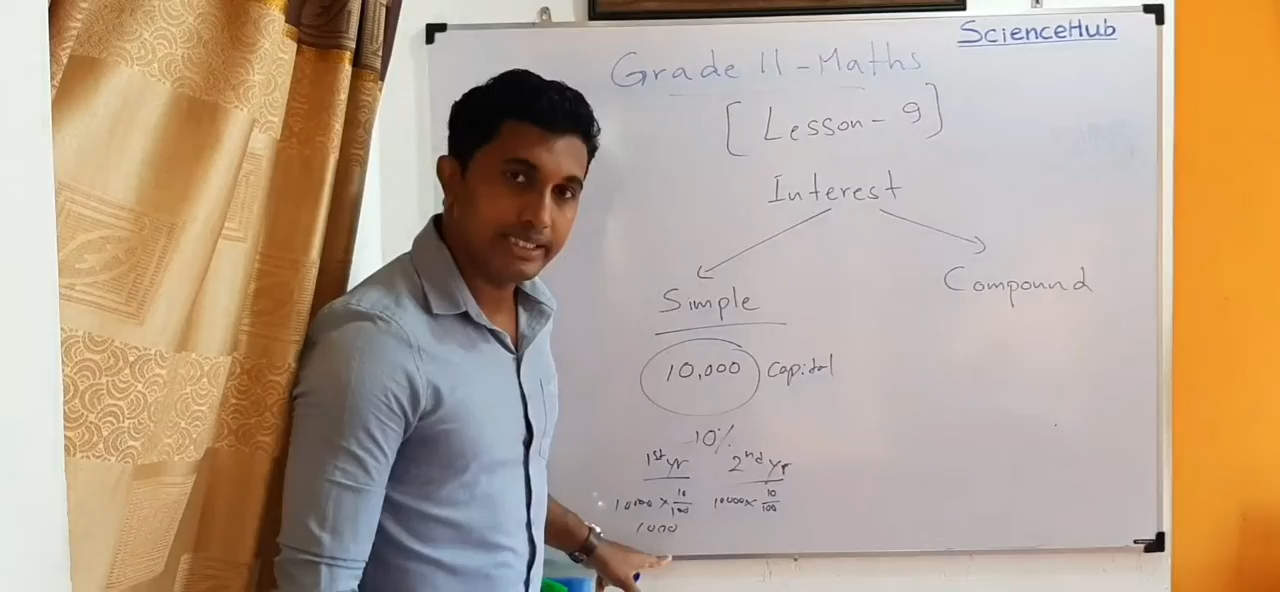 ScienceHub
Grade 11 - Maths
[Lesson - 9]
Interest
Simple
Compound
10,000 Capital
10%
1st yr 2nd yr
10000 × 10/100 10000 × 10/100
1000